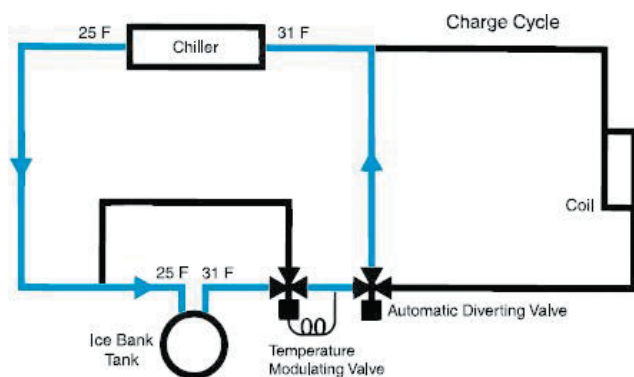 Charge Cycle
25 F
Chiller
31 F
Coil
25 F
31 F
Automatic Diverting Valve
Ice Bank
Tank
Temperature
Modulating Valve